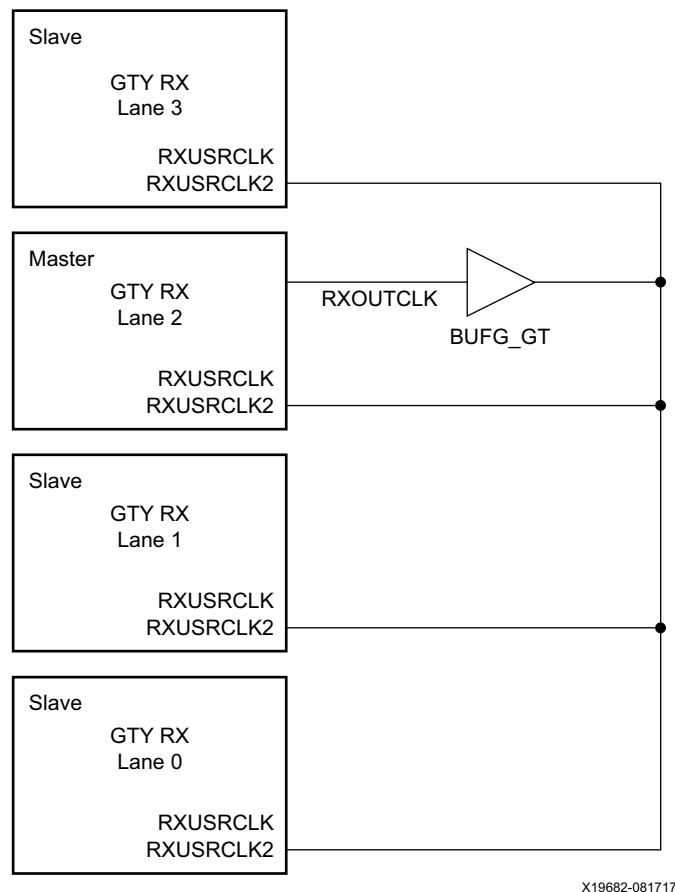 Slave
GTY RX
Lane 3
RXUSRCLK
RXUSRCLK2
Master
GTY RX
Lane 2
RXOUTCLK
BUFG_GT
RXUSRCLK
RXUSRCLK2
Slave
GTY RX
Lane 1
RXUSRCLK
RXUSRCLK2
Slave
GTY RX
Lane 0
RXUSRCLK
RXUSRCLK2
X19682-081717